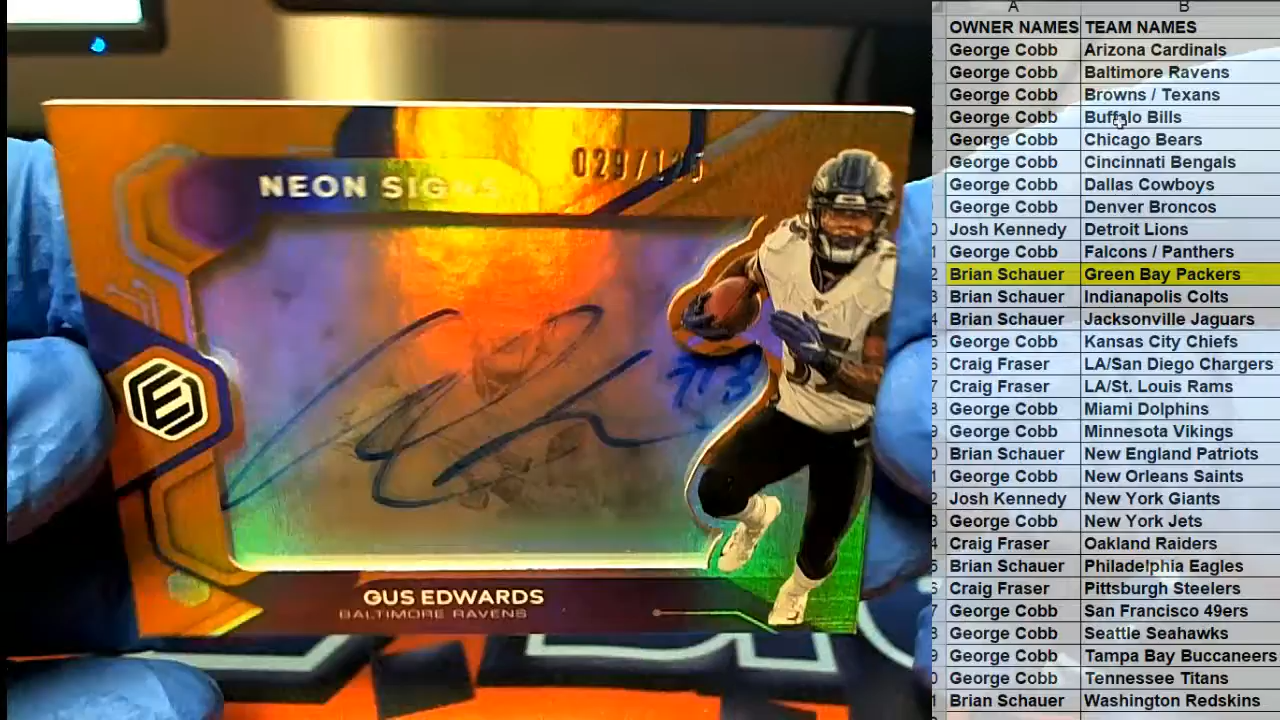 NEON SIGNS
029/125
#13
GUS EDWARDS
BALTIMORE RAVENS
A B
OWNER NAMES TEAM NAMES
George Cobb Arizona Cardinals
George Cobb Baltimore Ravens
George Cobb Browns / Texans
George Cobb Buffalo Bills
George Cobb Chicago Bears
George Cobb Cincinnati Bengals
George Cobb Dallas Cowboys
George Cobb Denver Broncos
Josh Kennedy Detroit Lions
George Cobb Falcons / Panthers
Brian Schauer Green Bay Packers
Brian Schauer Indianapolis Colts
Brian Schauer Jacksonville Jaguars
George Cobb Kansas City Chiefs
Craig Fraser LA/San Diego Chargers
Craig Fraser LA/St. Louis Rams
George Cobb Miami Dolphins
George Cobb Minnesota Vikings
Brian Schauer New England Patriots
George Cobb New Orleans Saints
Josh Kennedy New York Giants
George Cobb New York Jets
Craig Fraser Oakland Raiders
Brian Schauer Philadelphia Eagles
Craig Fraser Pittsburgh Steelers
George Cobb San Francisco 49ers
George Cobb Seattle Seahawks
George Cobb Tampa Bay Buccaneers
George Cobb Tennessee Titans
Brian Schauer Washington Redskins